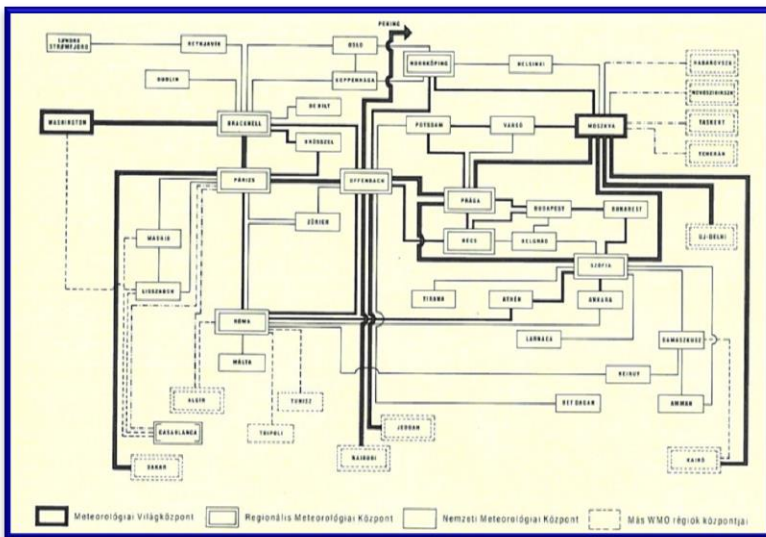 PEKING
SØNDRE
STRØMFJORD
REYKJAVIK
OSLO
NORRKÖPING
HELSINKI
HABAROVSZK
KOPPENHÁGA
DUBLIN
NOVOSZIBIRSZK
DE BILT
WASHINGTON
BRACKNELL
POTSDAM
VARSÓ
MOSZKVA
TASKENT
BRÜSSZEL
TEHERÁN
PÁRIZS
OFFENBACH
PRÁGA
BUDAPEST
BUKAREST
ZÜRICH
MADRID
BÉCS
BELGRÁD
ÚJ-DELHI
SZÓFIA
LISSZABON
TIRANA
ATHÉN
ANKARA
RÓMA
LARNACA
DAMASZKUSZ
MÁLTA
BEIRUT
ALGÍR
TUNISZ
BET DAGAN
AMMAN
TRIPOLI
CASABLANCA
JEDDAH
DAKAR
NAIROBI
KAIRÓ
Meteorológiai Világközpont
Regionális Meteorológiai Központ
Nemzeti Meteorológiai Központ
Más WMO régiók központjai